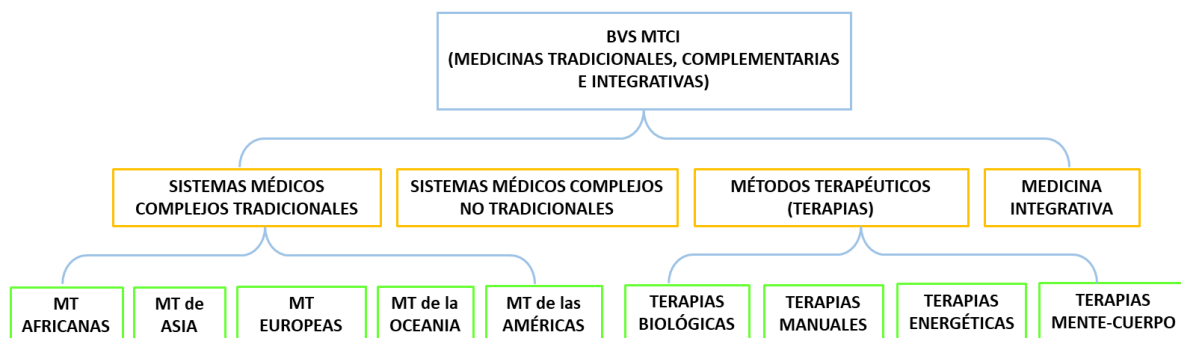 BVS MTCI
(MEDICINAS TRADICIONALES, COMPLEMENTARIAS
E INTEGRATIVAS)
SISTEMAS MÉDICOS
COMPLEJOS TRADICIONALES
SISTEMAS MÉDICOS COMPLEJOS
NO TRADICIONALES
MÉTODOS TERAPÉUTICOS
(TERAPIAS)
MEDICINA
INTEGRATIVA
MT
AFRICANAS
MT de
ASIA
MT
EUROPEAS
MT de la
OCEANIA
MT de las
AMÉRICAS
TERAPIAS
BIOLÓGICAS
TERAPIAS
MANUALES
TERAPIAS
ENERGÉTICAS
TERAPIAS
MENTE-CUERPO